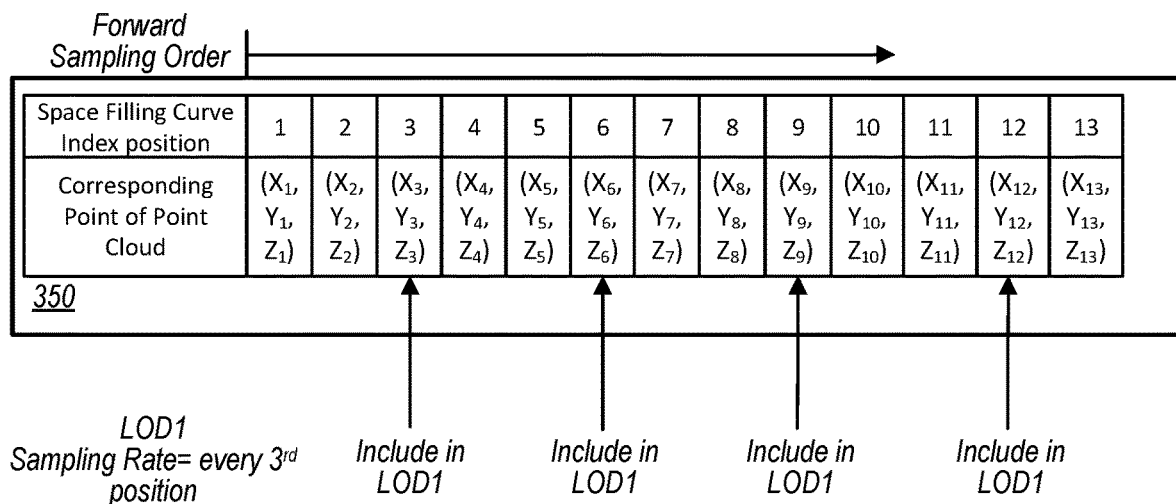 Forward
Sampling Order
Space Filling Curve
Index position
1 2 3 4 5 6 7 8 9 10 11 12 13
Corresponding
Point of Point
Cloud
(X₁, (X₂, (X₃, (X₄, (X₅, (X₆, (X₇, (X₈, (X₉, (X₁₀, (X₁₁, (X₁₂, (X₁₃,
Y₁, Y₂, Y₃, Y₄, Y₅, Y₆, Y₇, Y₈, Y₉, Y₁₀, Y₁₁, Y₁₂, Y₁₃,
Z₁) Z₂) Z₃) Z₄) Z₅) Z₆) Z₇) Z₈) Z₉) Z₁₀) Z₁₁) Z₁₂) Z₁₃)
350
LOD1
Sampling Rate= every 3rd
position
Include in
LOD1
Include in
LOD1
Include in
LOD1
Include in
LOD1